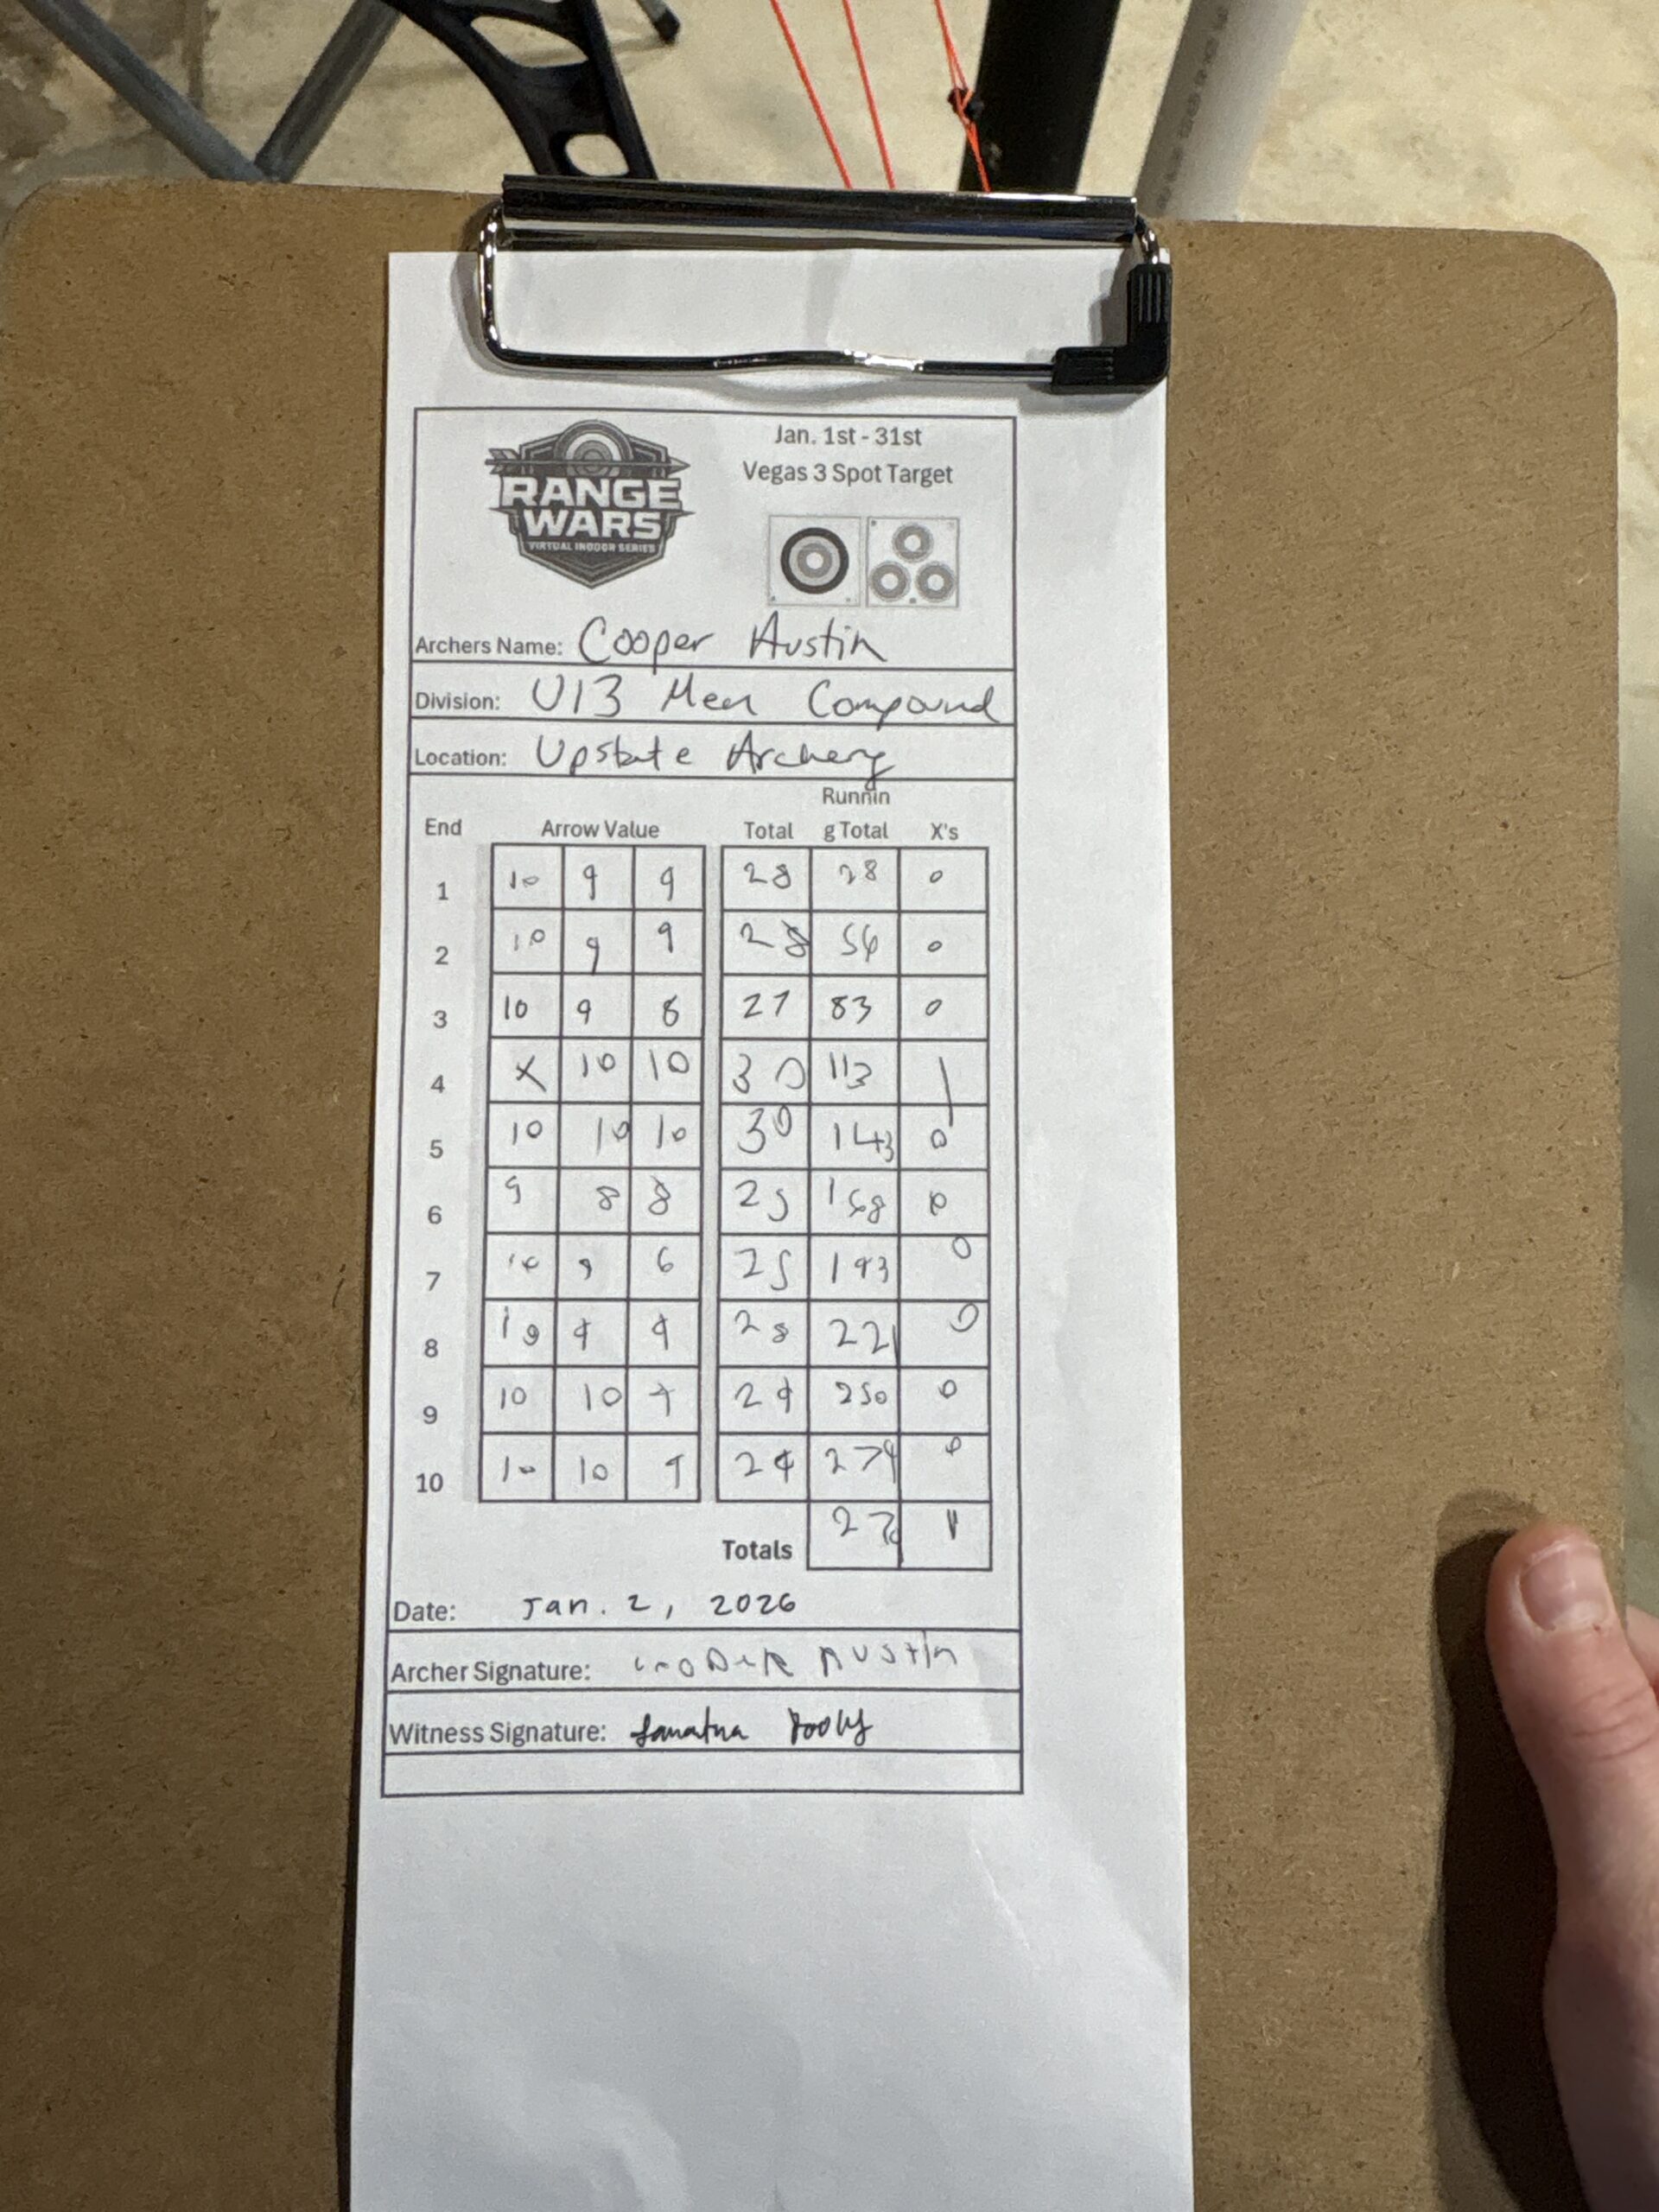 Jan. 1st - 31st
Vegas 3 Spot Target
RANGE
WARS
VIRTUAL INDOOR SERIES
Archers Name: Cooper Austin
Division: U13 Men Compound
Location: Upstate Archery
Runnin
End Arrow Value Total g Total X's
1 10 9 9 28 28 0
2 10 9 9 28 56 0
3 10 9 8 27 83 0
4 X 10 10 30 113 1
5 10 10 10 30 143 0
6 9 8 8 25 168 0
7 10 9 6 25 193 0
8 10 9 9 28 221 0
9 10 10 9 29 250 0
10 10 10 9 29 279 0
Totals 1
Date: Jan. 2, 2026
Archer Signature: Austin
Witness Signature: